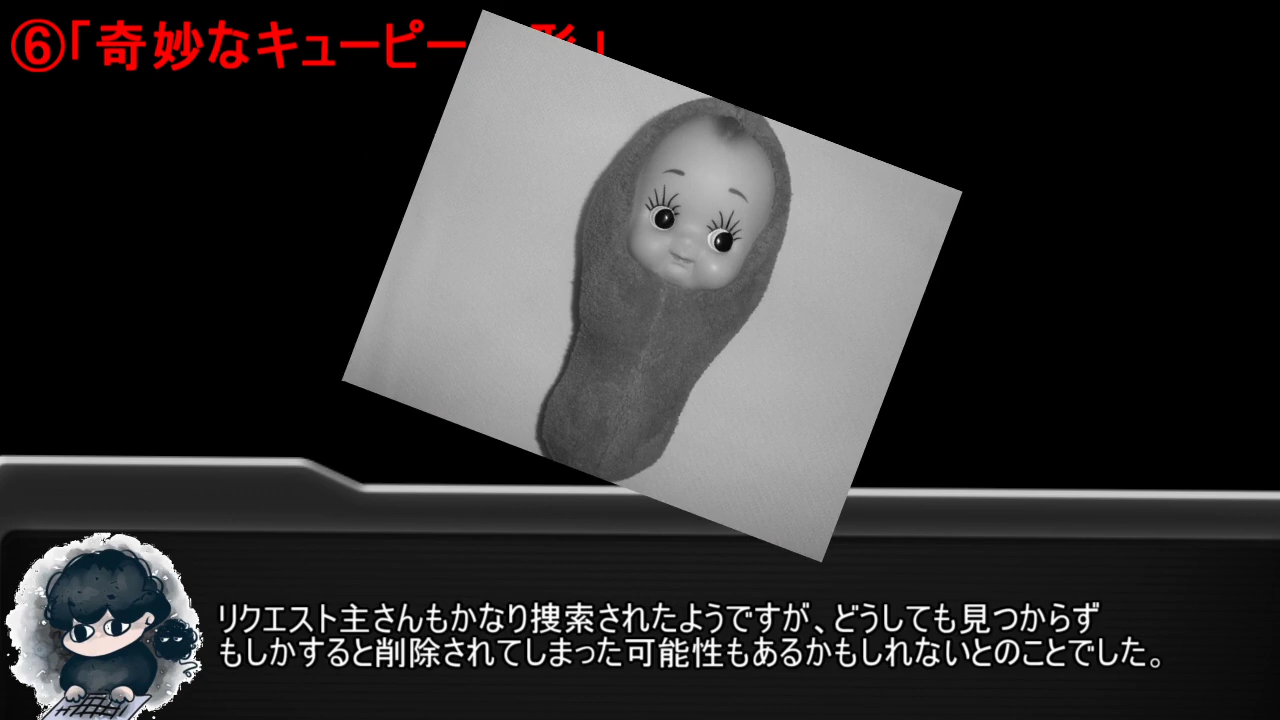 ⑥「奇妙なキューピー形」
リクエスト主さんもかなり捜索されたようですが、どうしても見つからず
もしかすると削除されてしまった可能性もあるかもしれないとのことでした。